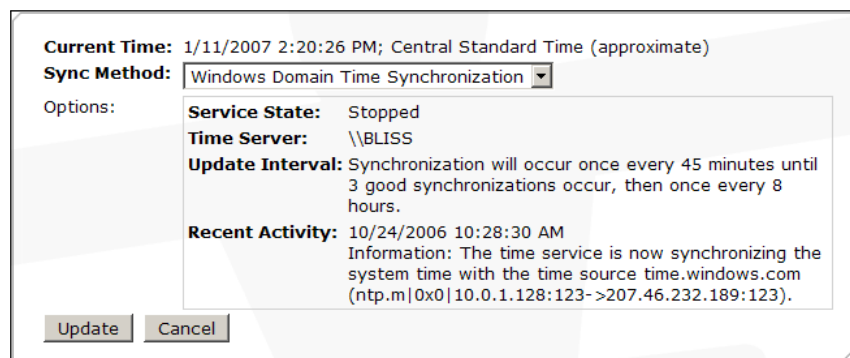 Current Time: 1/11/2007 2:20:26 PM; Central Standard Time (approximate)
Sync Method: Windows Domain Time Synchronization
Options:
Service State: Stopped
Time Server: \\BLISS
Update Interval: Synchronization will occur once every 45 minutes until
3 good synchronizations occur, then once every 8
hours.
Recent Activity: 10/24/2006 10:28:30 AM
Information: The time service is now synchronizing the
system time with the time source time.windows.com
(ntp.m|0x0|10.0.1.128:123->207.46.232.189:123).
Update Cancel